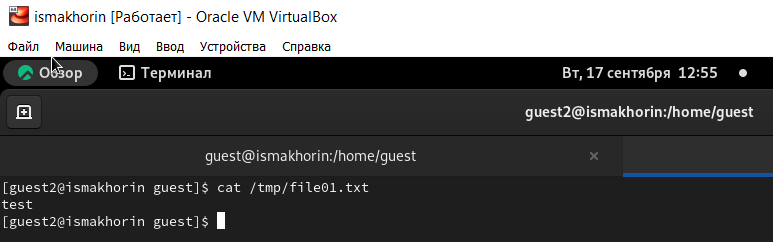 ismakhorin [Работает] - Oracle VM VirtualBox
Файл Машина Вид Ввод Устройства Справка
Обзор Терминал Вт, 17 сентября 12:55
guest2@ismakhorin:/home/guest
guest@ismakhorin:/home/guest
[guest2@ismakhorin guest]$ cat /tmp/file01.txt
test
[guest2@ismakhorin guest]$